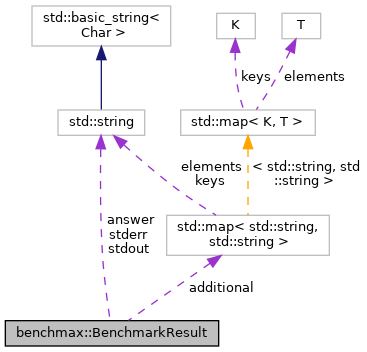 std::basic_string<
Char >
K
T
keys
elements
std::string
std::map< K, T >
elements
keys
< std::string, std
::string >
answer
stderr
stdout
std::map< std::string,
std::string >
additional
benchmax::BenchmarkResult